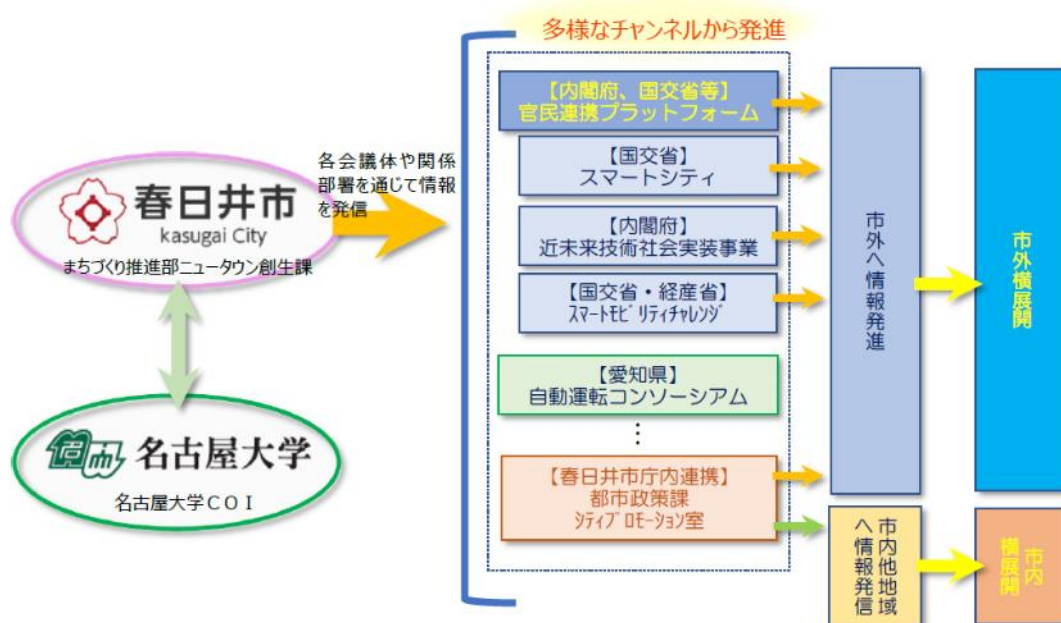 多様なチャンネルから発進
各会議体や関係
部署を通じて情報
を発信
春日井市
kasugai City
まちづくり推進部ニュータウン創生課
名古屋大学
名古屋大学COI
【内閣府、国交省等】
官民連携プラットフォーム
【国交省】
スマートシティ
【内閣府】
近未来技術社会実装事業
【国交省・経産省】
ｽﾏｰﾄﾓﾋﾞﾘﾃｨﾁｬﾚﾝｼﾞ
【愛知県】
自動運転コンソーシアム
⋮
【春日井市庁内連携】
都市政策課
ｼﾃｨﾌﾟﾛﾓｰｼｮﾝ室
市外へ情報発進
市外横展開
市内他地域
へ情報発信
市内
横展開